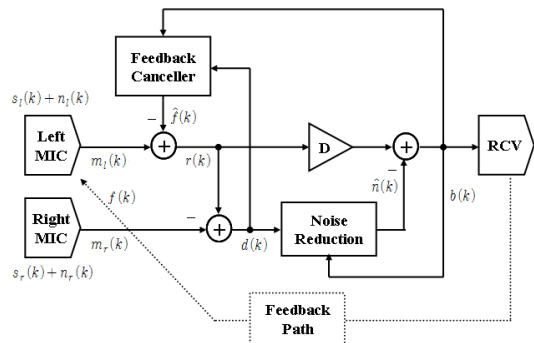 Feedback
Canceller
s_l(k) + n_l(k)
−
f̂(k)
Left
MIC
m_l(k)
+
r(k)
D
+
−
n̂(k)
RCV
b(k)
f(k)
Right
MIC
m_r(k)
−
+
d(k)
Noise
Reduction
s_r(k) + n_r(k)
Feedback
Path